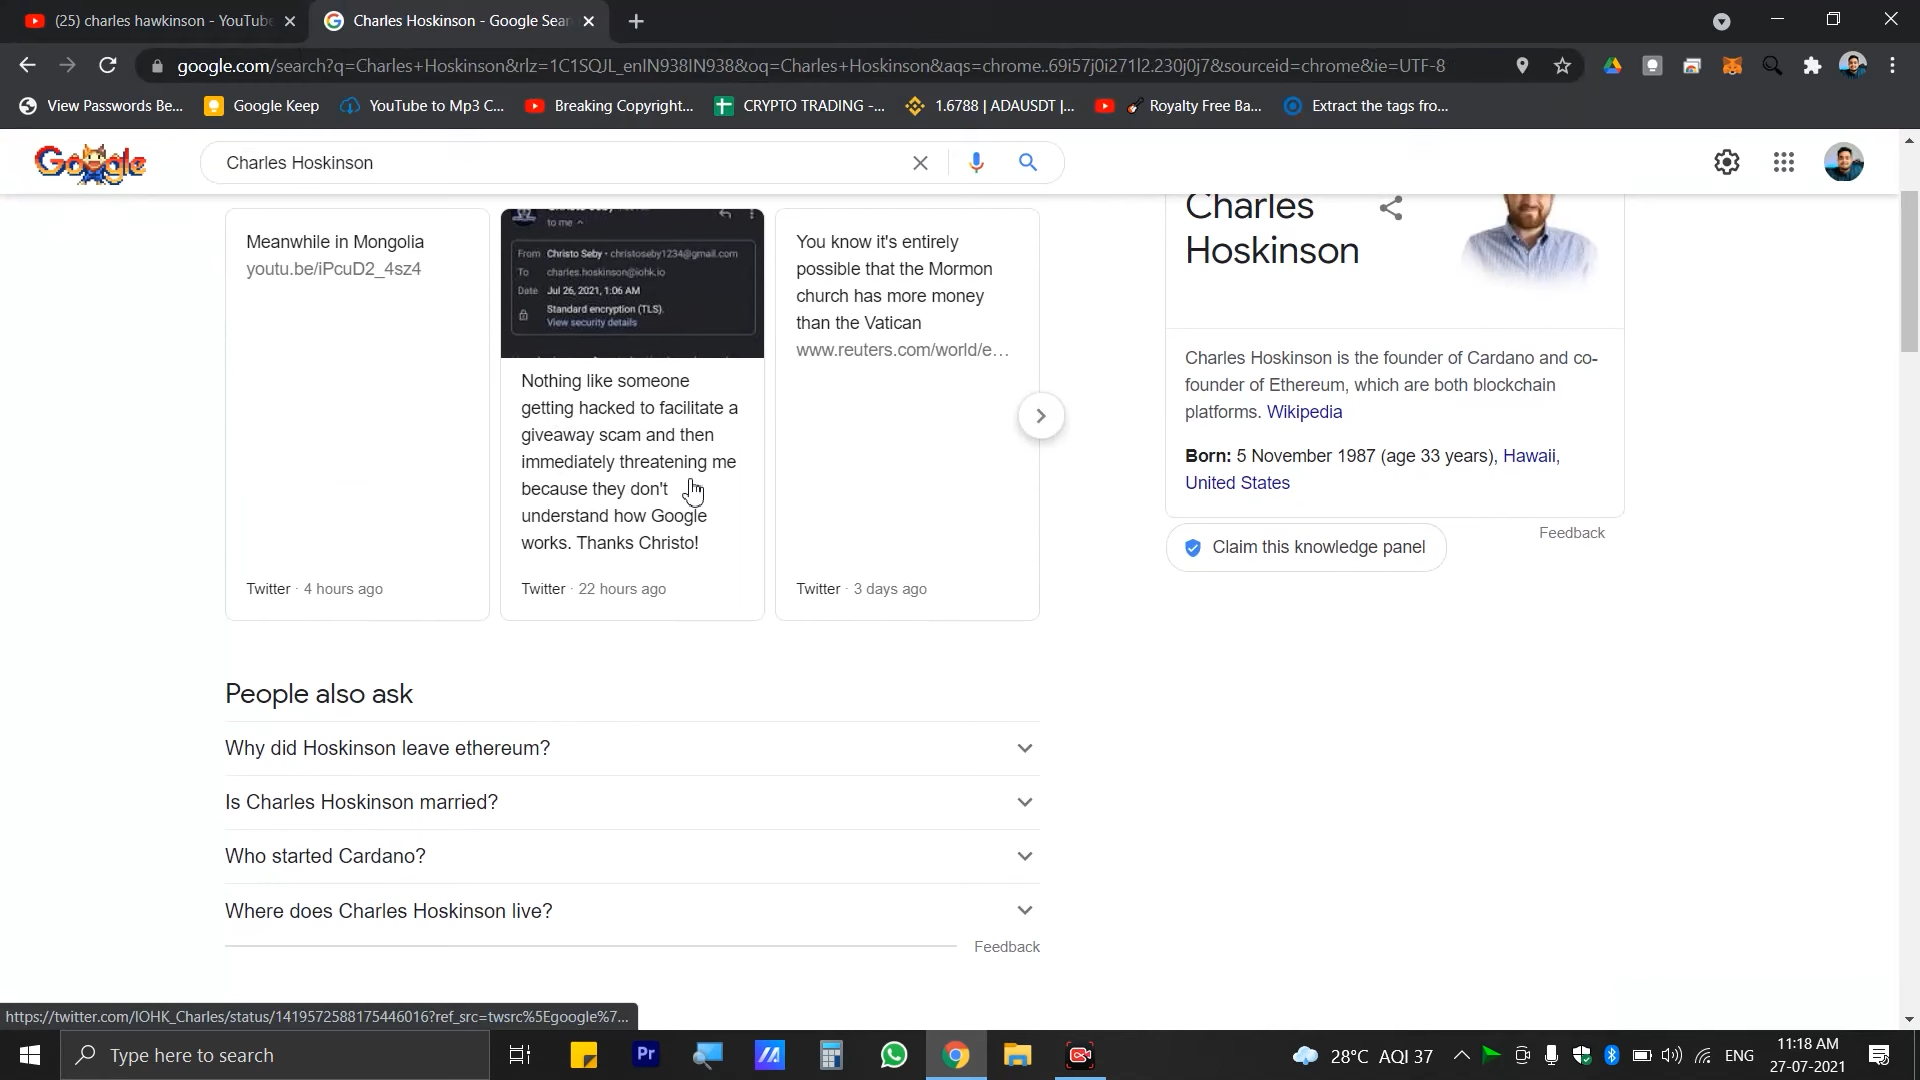 (25) charles hawkinson - YouTube
Charles Hoskinson - Google Sear
google.com/search?q=Charles+Hoskinson&rlz=1C1SQJL_enIN938IN938&oq=Charles+Hoskinson&aqs=chrome..69i57j0i271l2.230j0j7&sourceid=chrome&ie=UTF-8
View Passwords Be...
Google Keep
YouTube to Mp3 C...
Breaking Copyright...
CRYPTO TRADING -...
1.6788 | ADAUSDT |...
Royalty Free Ba...
Extract the tags fro...
Google
Charles Hoskinson
Meanwhile in Mongolia
youtu.be/iPcuD2_4sz4
Twitter · 4 hours ago
to me
From Christo Seby · christoseby1234@gmail.com
To charles.hoskinson@iohk.io
Date Jul 26, 2021, 1:06 AM
Standard encryption (TLS).
View security details
Nothing like someone
getting hacked to facilitate a
giveaway scam and then
immediately threatening me
because they don't
understand how Google
works. Thanks Christo!
Twitter · 22 hours ago
You know it's entirely
possible that the Mormon
church has more money
than the Vatican
www.reuters.com/world/e...
Twitter · 3 days ago
Charles
Hoskinson
Charles Hoskinson is the founder of Cardano and co-
founder of Ethereum, which are both blockchain
platforms. Wikipedia
Born: 5 November 1987 (age 33 years), Hawaii,
United States
Feedback
Claim this knowledge panel
People also ask
Why did Hoskinson leave ethereum?
Is Charles Hoskinson married?
Who started Cardano?
Where does Charles Hoskinson live?
Feedback
https://twitter.com/IOHK_Charles/status/1419572588175446016?ref_src=twsrc%5Egoogle%7...
Type here to search
Pr
28°C AQI 37
ENG
11:18 AM
27-07-2021